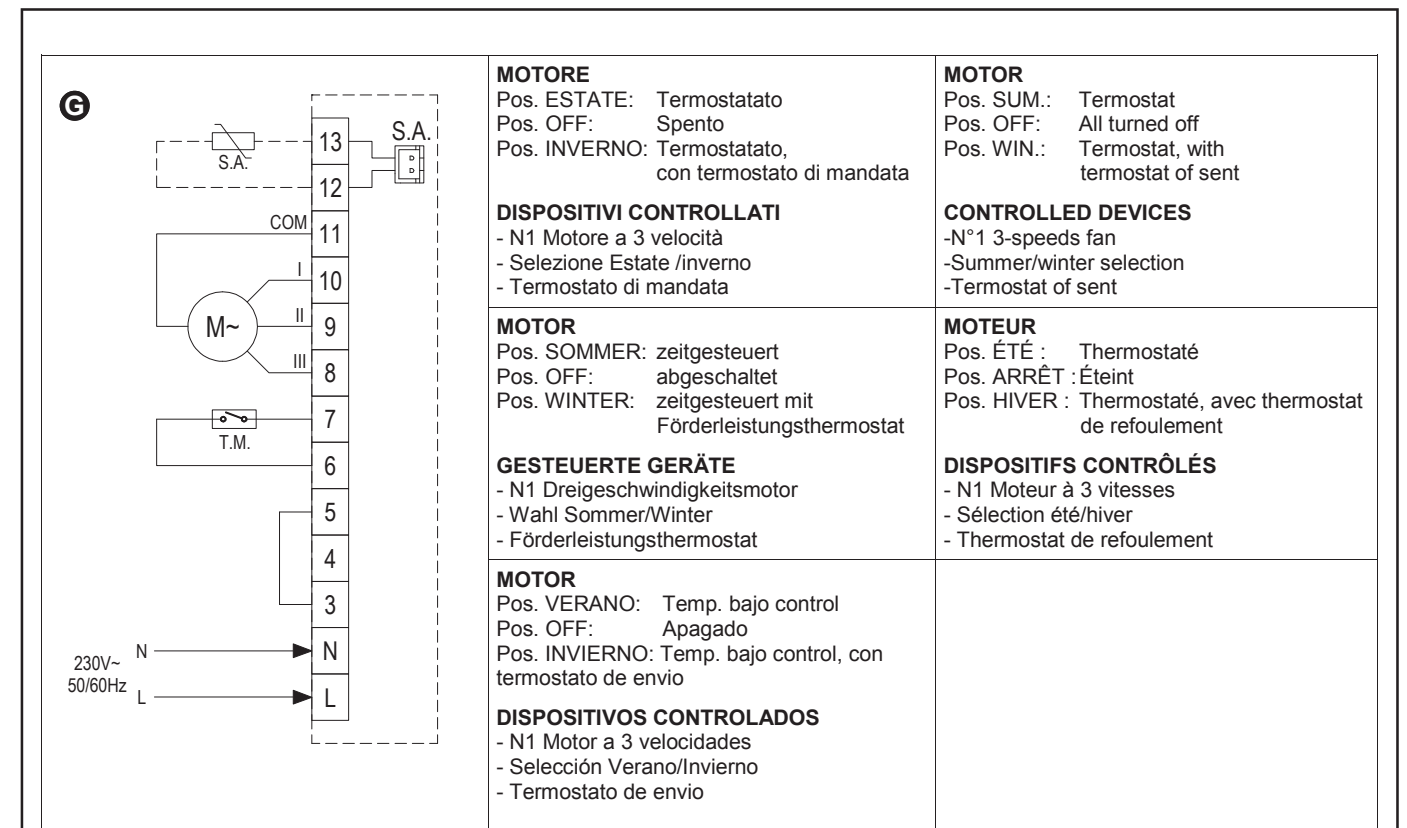 G
S.A.
S.A.
13
12
COM
11
I
10
M~
II
9
III
8
7
T.M.
6
5
4
3
230V~
50/60Hz
N
N
L
L
MOTORE
Pos. ESTATE: Termostatato
Pos. OFF: Spento
Pos. INVERNO: Termostatato,
con termostato di mandata
DISPOSITIVI CONTROLLATI
- N1 Motore a 3 velocità
- Selezione Estate /inverno
- Termostato di mandata
MOTOR
Pos. SUM.: Termostat
Pos. OFF: All turned off
Pos. WIN.: Termostat, with
termostat of sent
CONTROLLED DEVICES
-N°1 3-speeds fan
-Summer/winter selection
-Termostat of sent
MOTOR
Pos. SOMMER: zeitgesteuert
Pos. OFF: abgeschaltet
Pos. WINTER: zeitgesteuert mit
Förderleistungsthermostat
GESTEUERTE GERÄTE
- N1 Dreigeschwindigkeitsmotor
- Wahl Sommer/Winter
- Förderleistungsthermostat
MOTEUR
Pos. ÉTÉ : Thermostaté
Pos. ARRÊT : Éteint
Pos. HIVER : Thermostaté, avec thermostat
de refoulement
DISPOSITIFS CONTRÔLÉS
- N1 Moteur à 3 vitesses
- Sélection été/hiver
- Thermostat de refoulement
MOTOR
Pos. VERANO: Temp. bajo control
Pos. OFF: Apagado
Pos. INVIERNO: Temp. bajo control, con
termostato de envio
DISPOSITIVOS CONTROLADOS
- N1 Motor a 3 velocidades
- Selección Verano/Invierno
- Termostato de envio